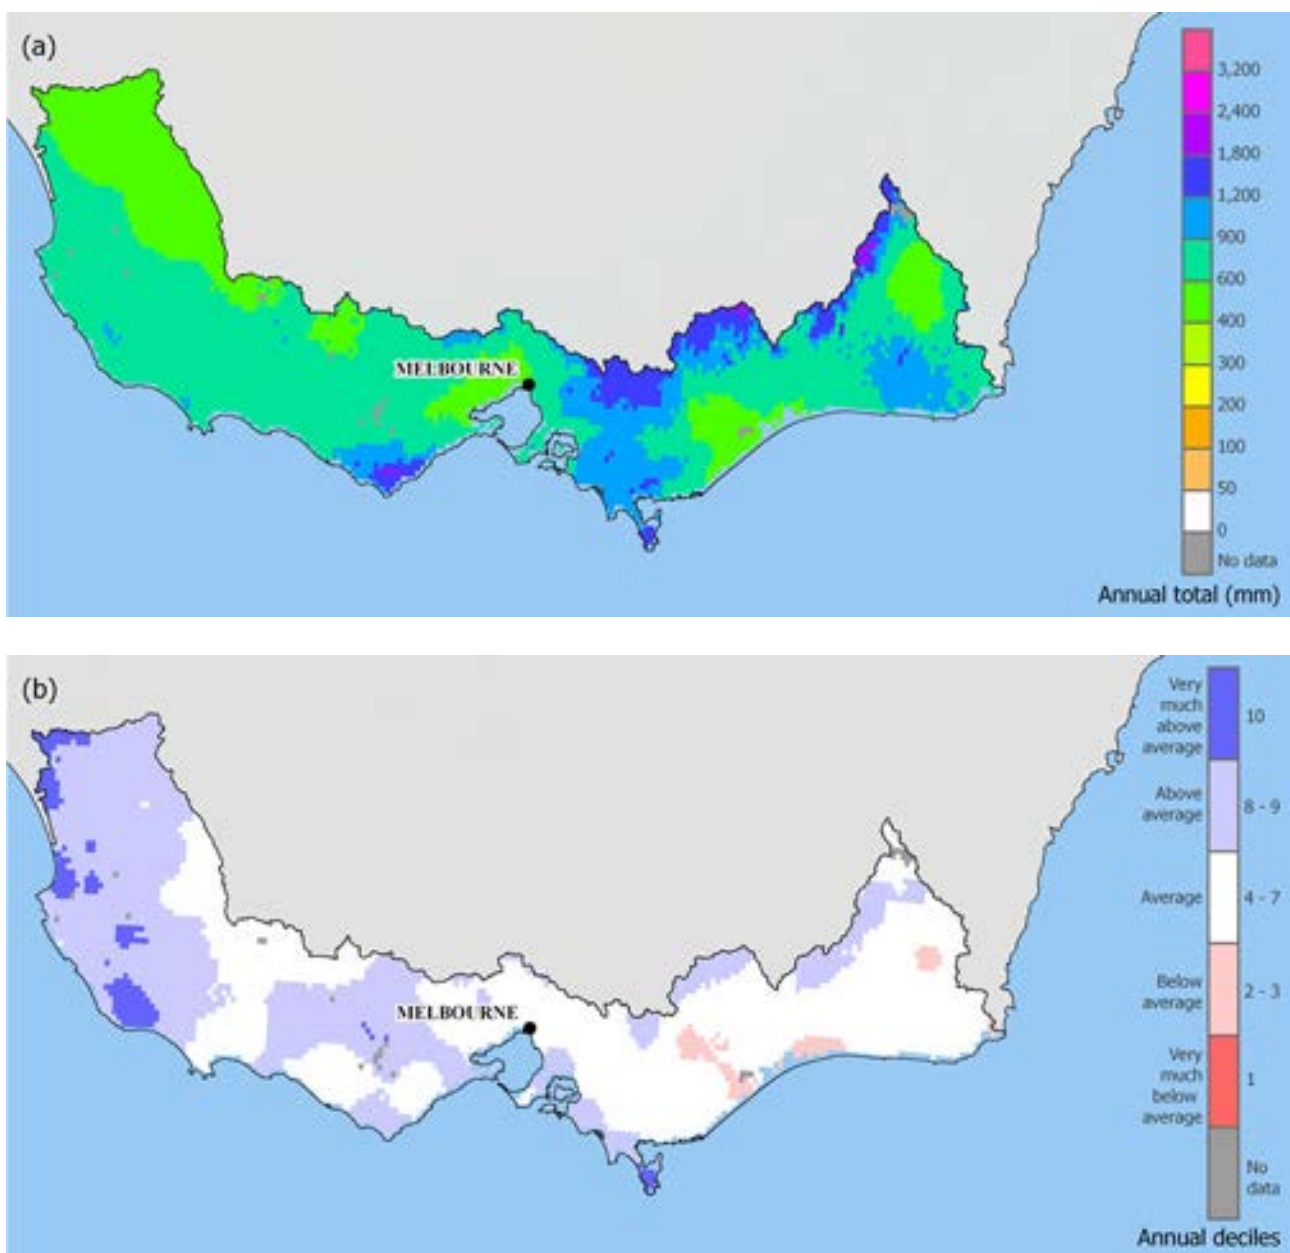 (a)
MELBOURNE
3,200
2,400
1,800
1,200
900
600
400
300
200
100
50
0
No data
Annual total (mm)
(b)
MELBOURNE
Very
much
above
average
10
Above
average
8 - 9
Average
4 - 7
Below
average
2 - 3
Very
much
below
average
1
No
data
Annual deciles